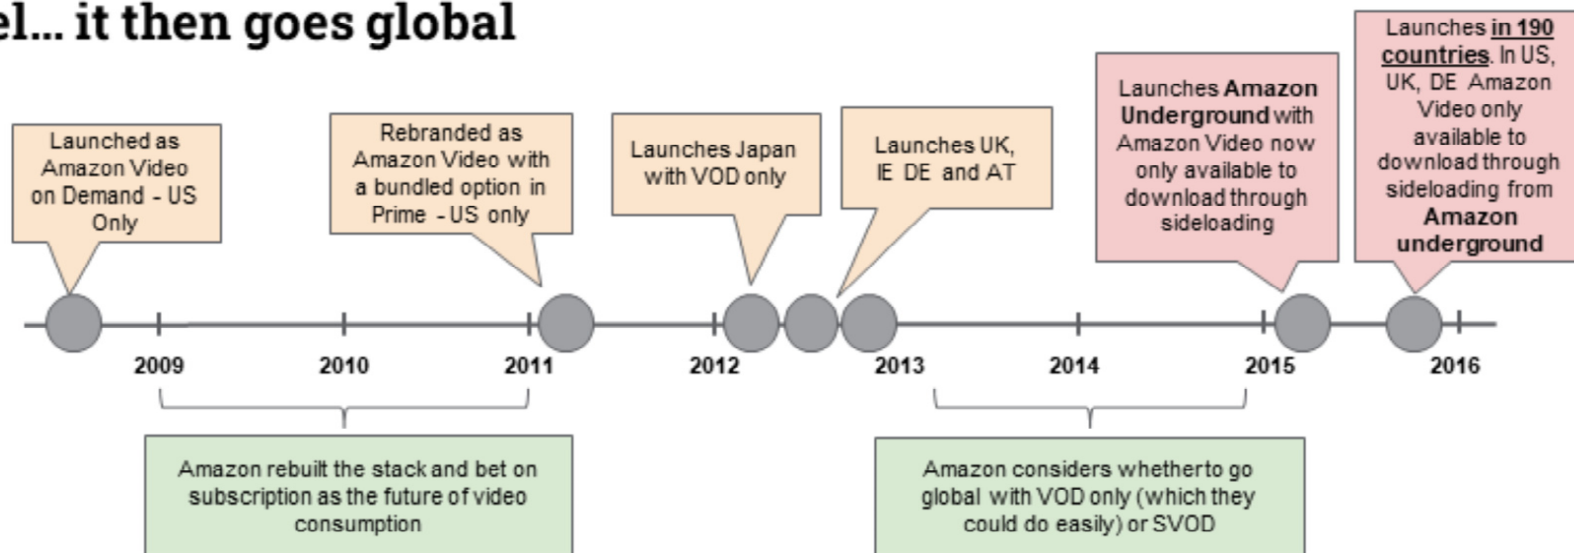 el... it then goes global
Launched as
Amazon Video
on Demand - US
Only
Rebranded as
Amazon Video with
a bundled option in
Prime - US only
Launches Japan
with VOD only
Launches UK,
IE DE and AT
Launches Amazon
Underground with
Amazon Video now
only available to
download through
sideloading
Launches in 190
countries. In US,
UK, DE Amazon
Video only
available to
download through
sideloading from
Amazon
underground
2009
2010
2011
2012
2013
2014
2015
2016
Amazon rebuilt the stack and bet on
subscription as the future of video
consumption
Amazon considers whether to go
global with VOD only (which they
could do easily) or SVOD